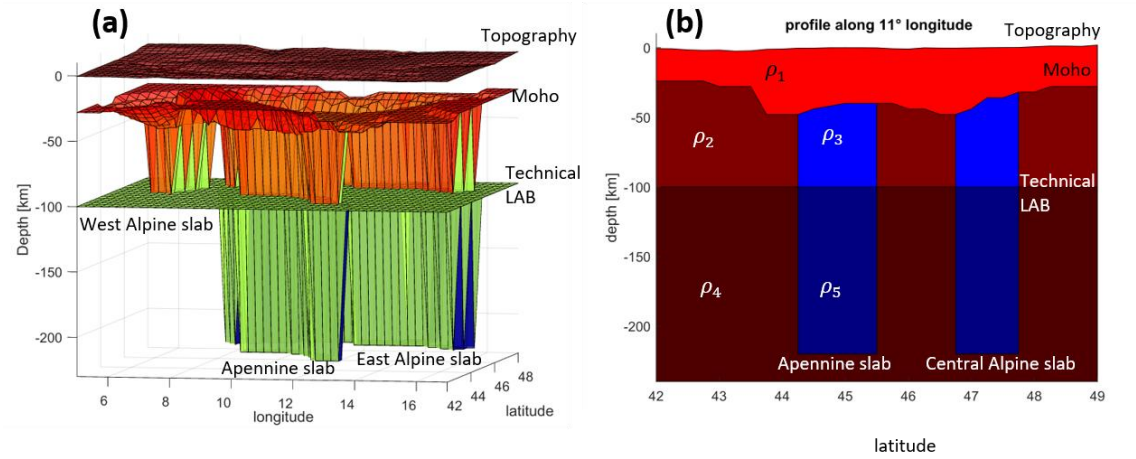 (a)
Topography
Moho
Technical
LAB
West Alpine slab
Apennine slab
East Alpine slab
Depth [km]
0
-50
-100
-150
-200
6
8
10
12
14
16
longitude
42
44
46
48
latitude
(b)
profile along 11° longitude
Topography
Moho
ρ1
ρ2
ρ3
Technical
LAB
ρ4
ρ5
Apennine slab
Central Alpine slab
depth [km]
0
-50
-100
-150
-200
42
43
44
45
46
47
48
49
latitude